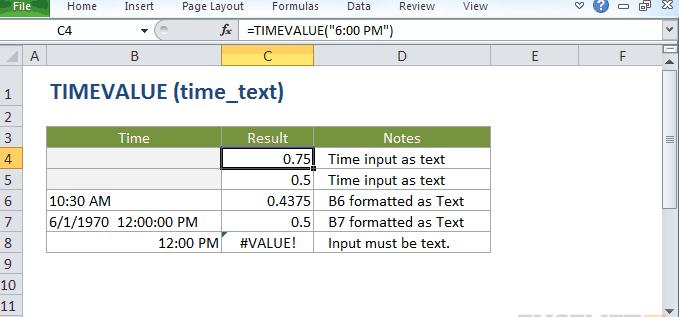 File Home Insert Page Layout Formulas Data Review View
C4 fx =TIMEVALUE("6:00 PM")
A B C D E F
1 TIMEVALUE (time_text)
2
3 Time Result Notes
4 0.75 Time input as text
5 0.5 Time input as text
6 10:30 AM 0.4375 B6 formatted as Text
7 6/1/1970 12:00:00 PM 0.5 B7 formatted as Text
8 12:00 PM #VALUE! Input must be text.
9
10
11